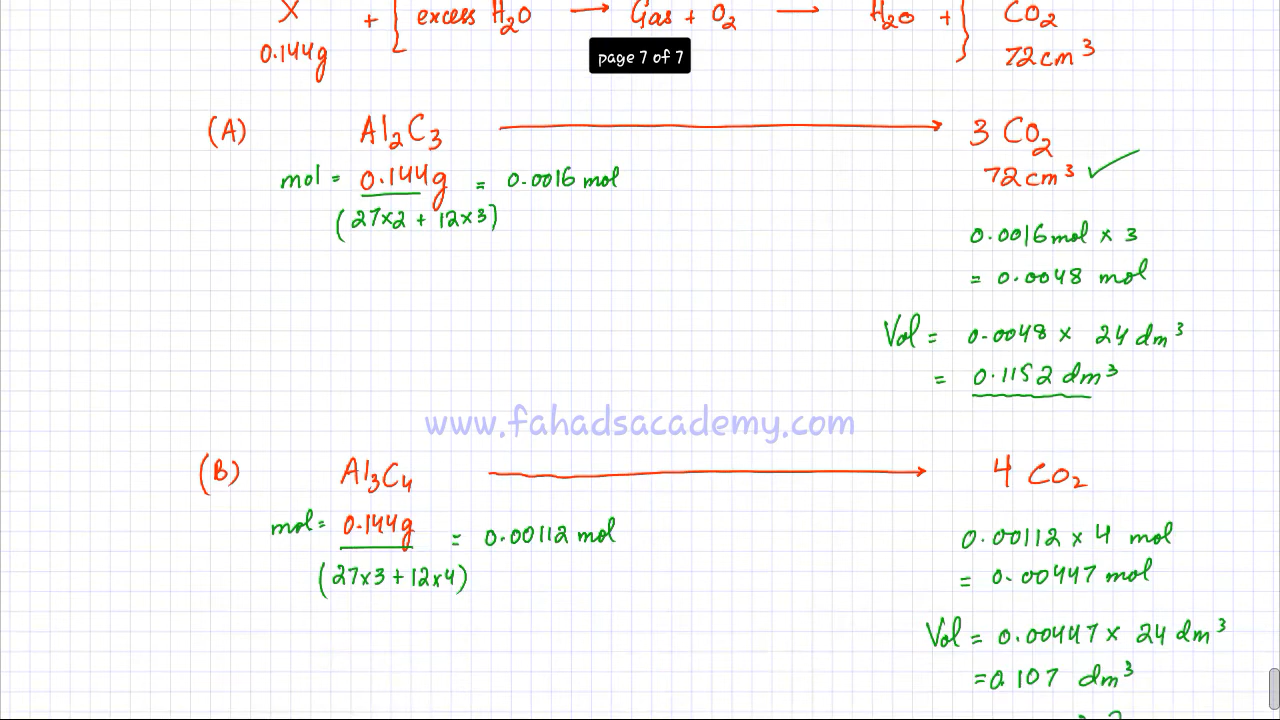 X + [ excess H₂O → Gas + O₂ → H₂O + } CO₂
0.144g 72cm³
page 7 of 7
(A) Al₂C₃ → 3 CO₂
72cm³ ✓
mol = 0.144g = 0.0016 mol
(27×2 + 12×3)
0.0016mol × 3
= 0.0048 mol
Vol = 0.0048 × 24 dm³
= 0.1152 dm³
www.fahadsacademy.com
(B) Al₃C₄ → 4 CO₂
mol = 0.144g = 0.00112 mol
(27×3 + 12×4)
0.00112 × 4 mol
= 0.00447 mol
Vol = 0.00447 × 24 dm³
= 0.107 dm³